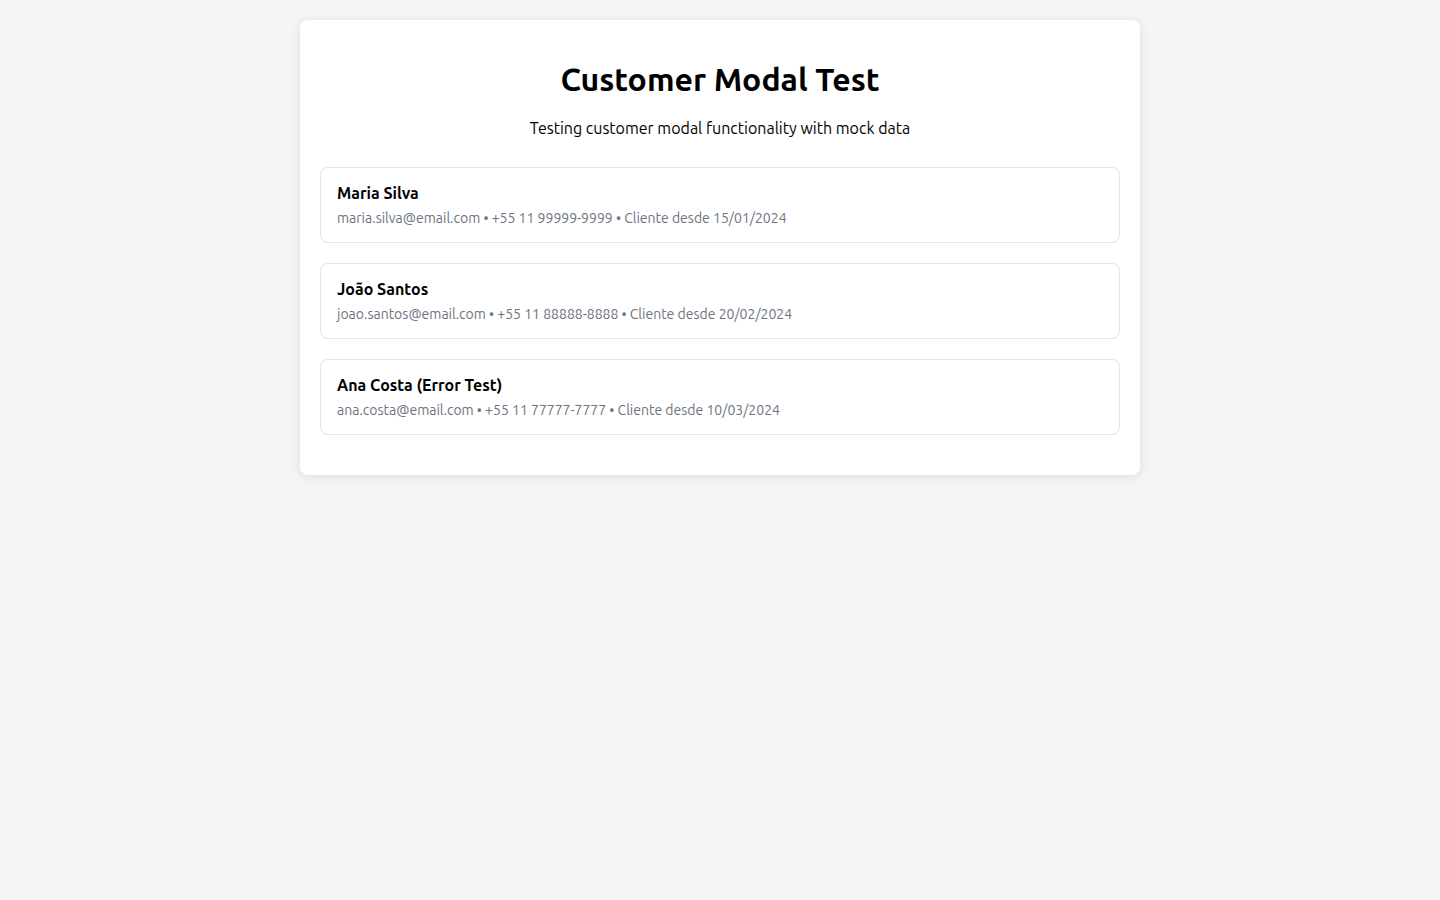 Customer Modal Test
Testing customer modal functionality with mock data
Maria Silva
maria.silva@email.com • +55 11 99999-9999 • Cliente desde 15/01/2024
João Santos
joao.santos@email.com • +55 11 88888-8888 • Cliente desde 20/02/2024
Ana Costa (Error Test)
ana.costa@email.com • +55 11 77777-7777 • Cliente desde 10/03/2024